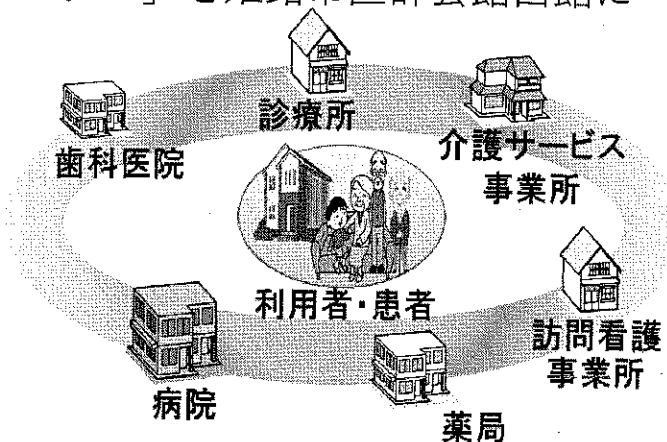 診療所
歯科医院
介護サービス
事業所
利用者・患者
訪問看護
事業所
病院
薬局